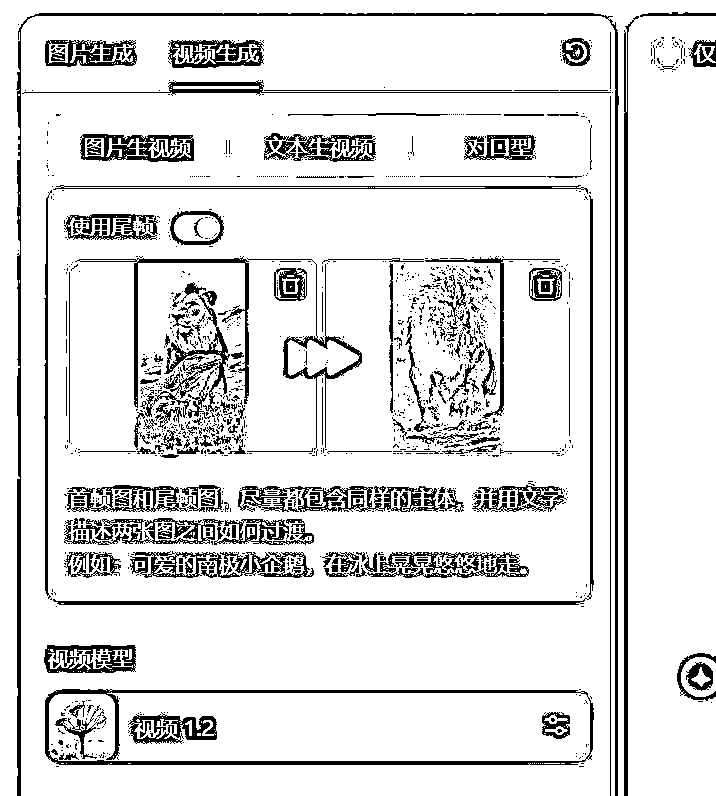 图片生成 视频生成
仅
图片生视频 文本生视频 对口型
使用尾帧
首帧图和尾帧图，尽量都包含同样的主体，并用文字
描述两张图之间如何过渡。
例如：可爱的南极小企鹅，在冰上晃晃悠悠地走。
视频模型
视频 1.2